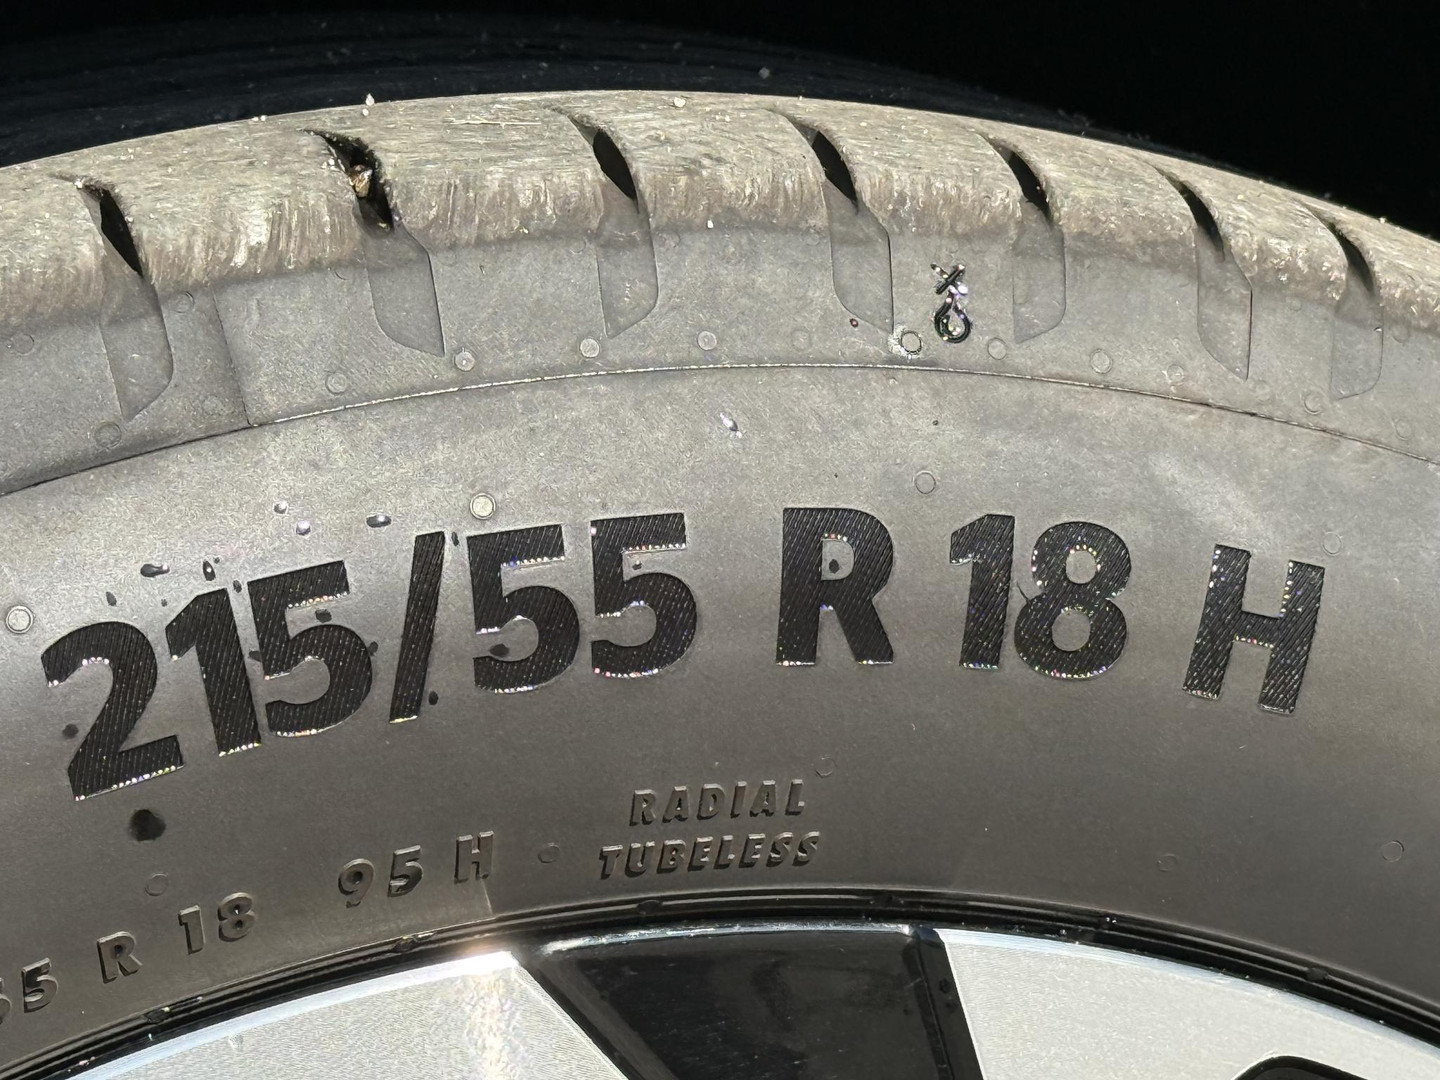 215/55 R 18 H
RADIAL
TUBELESS
55 R 18 95 H